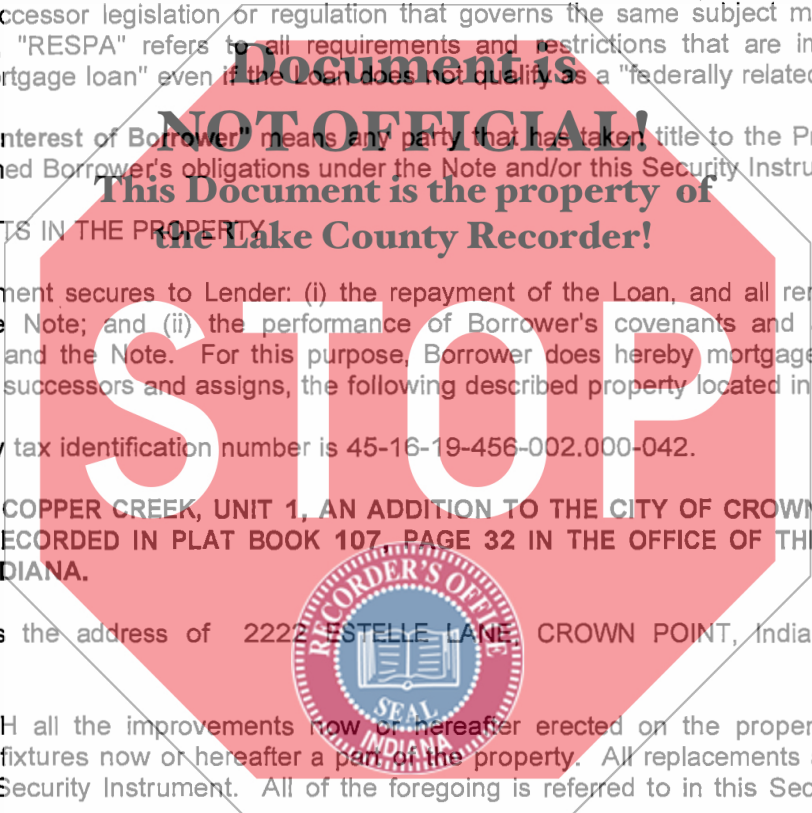 ccessor legislation or regulation that governs the same subject m
"RESPA" refers to all requirements and restrictions that are in
rtgage loan" even if the Loan does not qualify as a "federally related
Document is
nterest of Borrower" means any party that has taken title to the P
NOT OFFICIAL!
ed Borrower's obligations under the Note and/or this Security Instru
This Document is the property of
TS IN THE PROPERTY
the Lake County Recorder!
ment secures to Lender: (i) the repayment of the Loan, and all ren
e Note; and (ii) the performance of Borrower's covenants and
and the Note. For this purpose, Borrower does hereby mortgage
successors and assigns, the following described property located in
STOP
y tax identification number is 45-16-19-456-002.000-042.
COPPER CREEK, UNIT 1, AN ADDITION TO THE CITY OF CROWN
ECORDED IN PLAT BOOK 107, PAGE 32 IN THE OFFICE OF TH
DIANA.
RECORDER'S OFFICE
s the address of 2222 ESTELLE LANE, CROWN POINT, India
SEAL
INDIANA
H all the improvements now or hereafter erected on the proper
fixtures now or hereafter a part of the property. All replacements
Security Instrument. All of the foregoing is referred to in this Sec